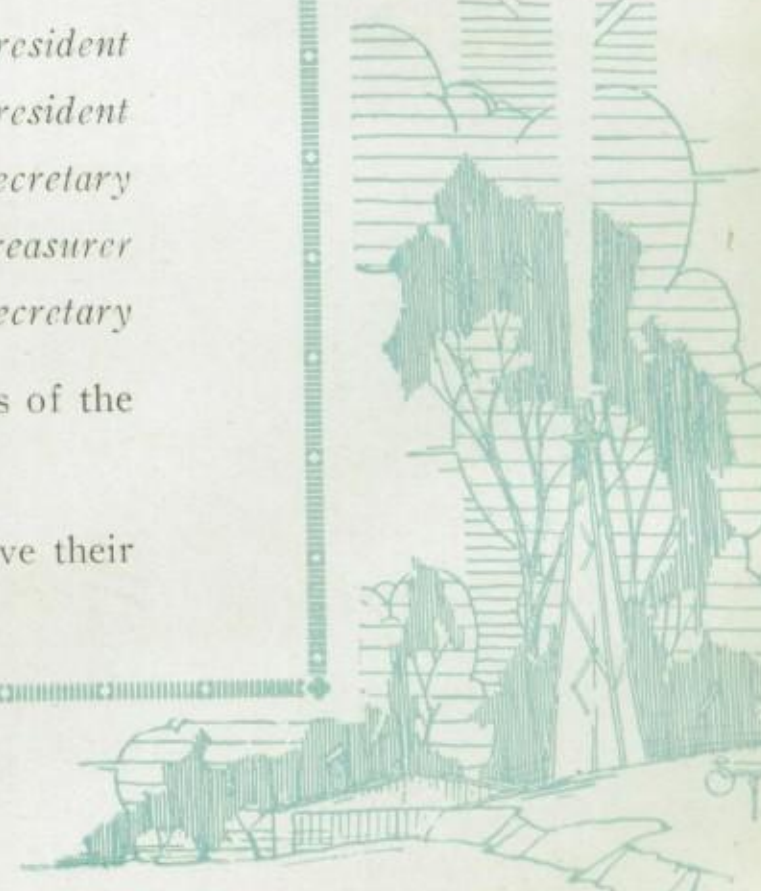 resident
resident
ecretary
reasurer
ecretary
s of the
ve their